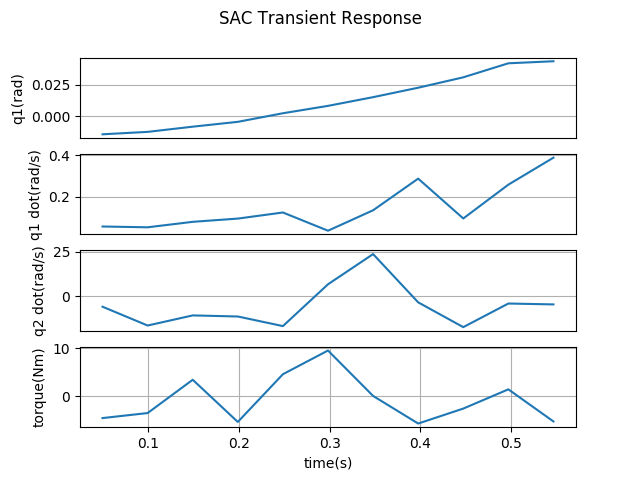 SAC Transient Response
q1(rad)
0.025
0.000
q1 dot(rad/s)
0.4
0.2
q2 dot(rad/s)
25
0
torque(Nm)
10
0
0.1 0.2 0.3 0.4 0.5
time(s)